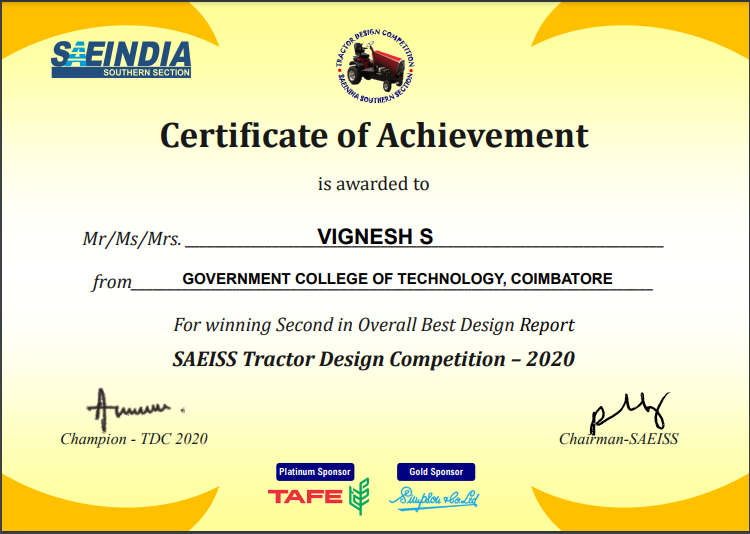 SAEINDIA
SOUTHERN SECTION
TRACTOR DESIGN COMPETITION
SAEINDIA SOUTHERN SECTION
Certificate of Achievement
is awarded to
Mr/Ms/Mrs. VIGNESH S
from GOVERNMENT COLLEGE OF TECHNOLOGY, COIMBATORE
For winning Second in Overall Best Design Report
SAEISS Tractor Design Competition – 2020
Champion - TDC 2020 Chairman-SAEISS
Platinum Sponsor Gold Sponsor
TAFE Simpson & Co. Ltd